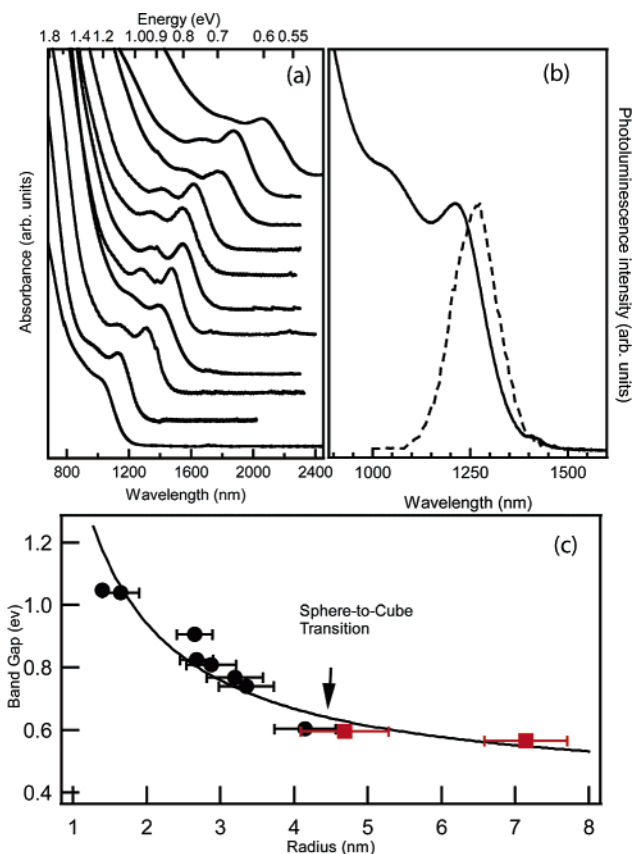 Energy (eV)
1.8 1.4 1.2 1.0 0.9 0.8 0.7 0.6 0.55
(a)
(b)
Absorbance (arb. units)
Photoluminescence intensity
(arb. units)
800 1200 1600 2000 2400
Wavelength (nm)
1000 1250 1500
Wavelength (nm)
(c)
1.2
1.0
0.8
0.6
0.4
Band Gap (ev)
Sphere-to-Cube
Transition
1 2 3 4 5 6 7 8
Radius (nm)